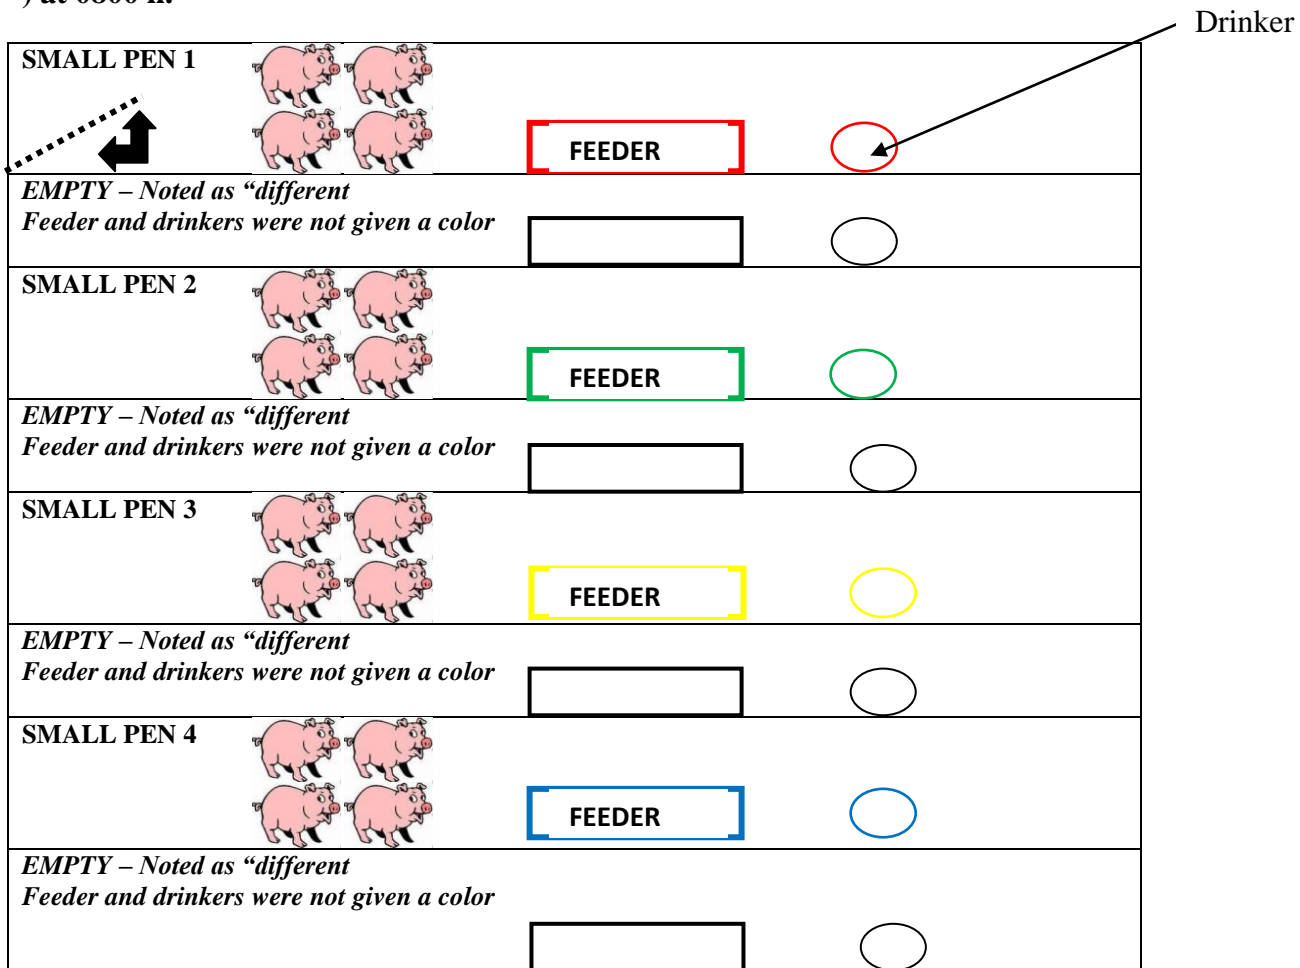 Drinker
SMALL PEN 1
FEEDER
EMPTY – Noted as “different
Feeder and drinkers were not given a color
SMALL PEN 2
FEEDER
EMPTY – Noted as “different
Feeder and drinkers were not given a color
SMALL PEN 3
FEEDER
EMPTY – Noted as “different
Feeder and drinkers were not given a color
SMALL PEN 4
FEEDER
EMPTY – Noted as “different
Feeder and drinkers were not given a color